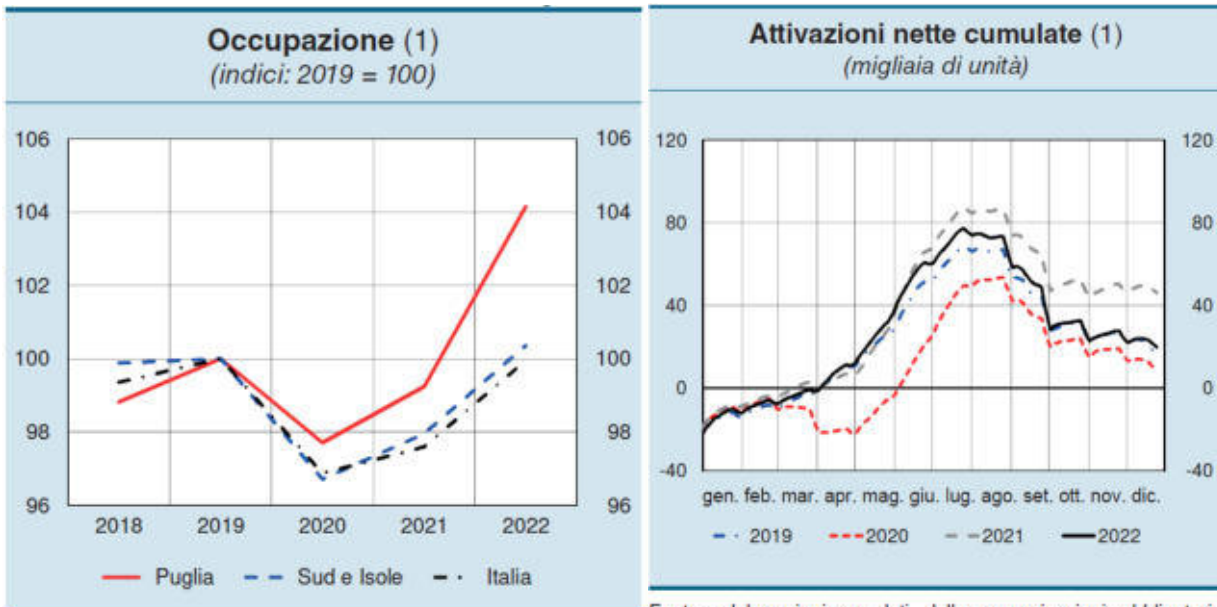 Occupazione (1)
(indici: 2019 = 100)
106 106
104 104
102 102
100 100
98 98
96 96
2018 2019 2020 2021 2022
Puglia Sud e Isole Italia
Attivazioni nette cumulate (1)
(migliaia di unità)
120 120
80 80
40 40
0 0
-40 -40
gen. feb. mar. apr. mag. giu. lug. ago. set. ott. nov. dic.
2019 2020 2021 2022